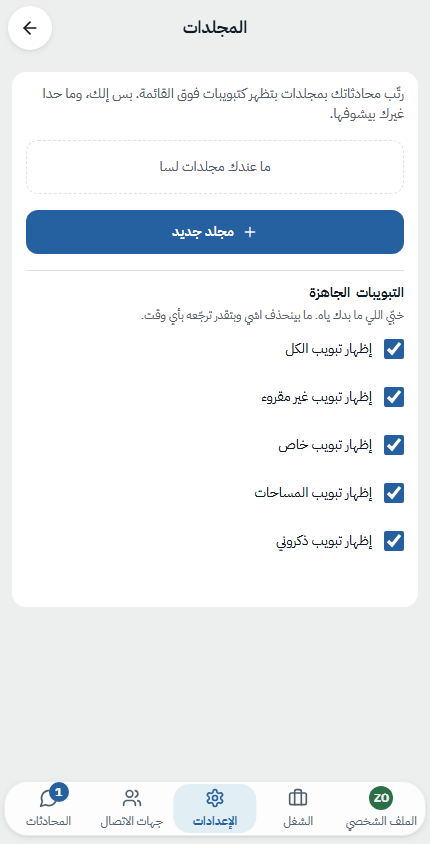 المجلدات
رتّب محادثاتك بمجلدات بتظهر كتبويبات فوق القائمة. بس إلك، وما حدا
غيرك بيشوفها.
ما عندك مجلدات لسا
مجلد جديد
التبويبات الجاهزة
خبّي اللي ما بدك ياه. ما بينحذف اشي وبتقدر ترجّعه بأي وقت.
إظهار تبويب الكل
إظهار تبويب غير مقروء
إظهار تبويب خاص
إظهار تبويب المساحات
إظهار تبويب ذكروني
ZO
1
الملف الشخصي
الشغل
الإعدادات
جهات الاتصال
المحادثات